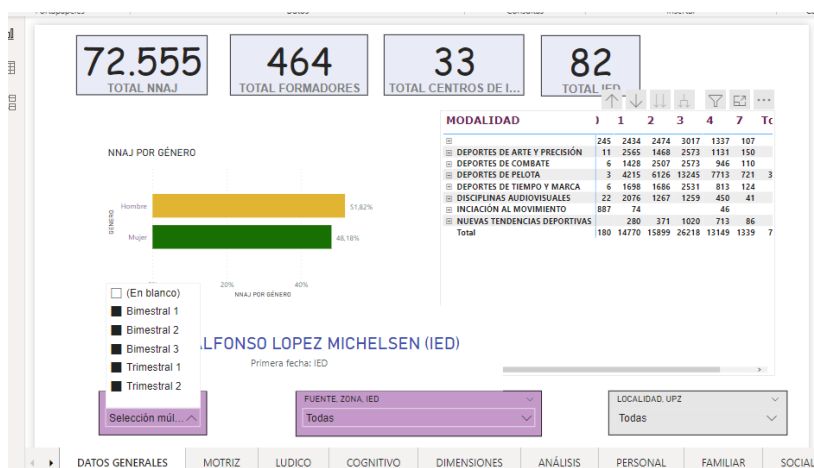 72.555
TOTAL NNAJ
464
TOTAL FORMADORES
33
TOTAL CENTROS DE I...
82
TOTAL IED
NNAJ POR GÉNERO
GÉNERO
Hombre 51,82%
Mujer 48,18%
20% 40%
NNAJ POR GÉNERO
MODALIDAD 1 2 3 4 7
245 2434 2474 3017 1337 107
DEPORTES DE ARTE Y PRECISIÓN 11 2565 1468 2573 1131 150
DEPORTES DE COMBATE 6 1428 2507 2573 946 110
DEPORTES DE PELOTA 3 4215 6126 13245 7713 721 3
DEPORTES DE TIEMPO Y MARCA 6 1698 1686 2531 813 124
DISCIPLINAS AUDIOVISUALES 22 2076 1267 1259 450 41
INCIACIÓN AL MOVIMIENTO 887 74 46
NUEVAS TENDENCIAS DEPORTIVAS 280 371 1020 713 86
Total 180 14770 15899 26218 13149 1339 7
(En blanco)
Bimestral 1
Bimestral 2
Bimestral 3
Trimestral 1
Trimestral 2
Selección múl...
LFONSO LOPEZ MICHELSEN (IED)
Primera fecha: IED
FUENTE, ZONA, IED
Todas
LOCALIDAD, UPZ
Todas
DATOS GENERALES MOTRIZ LUDICO COGNITIVO DIMENSIONES ANÁLISIS PERSONAL FAMILIAR SOCIAL